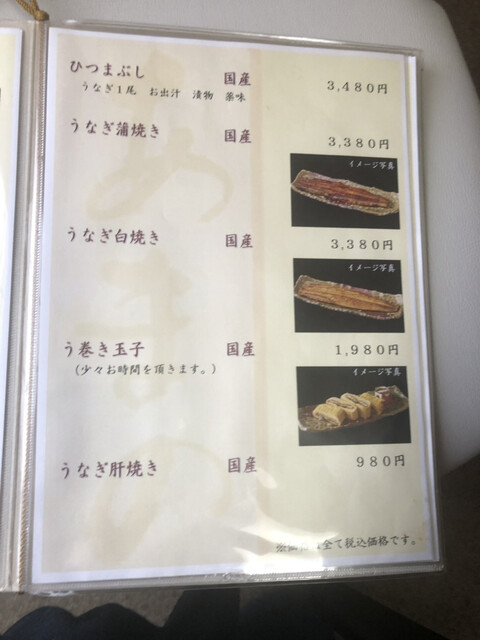 ひつまぶし 国産 3,480円
うなぎ1尾 お出汁 漬物 薬味
うなぎ蒲焼き 国産 3,380円
イメージ写真
うなぎ白焼き 国産 3,380円
イメージ写真
う巻き玉子 国産 1,980円
(少々お時間を頂きます。)
イメージ写真
うなぎ肝焼き 国産 980円
全て税込価格です。